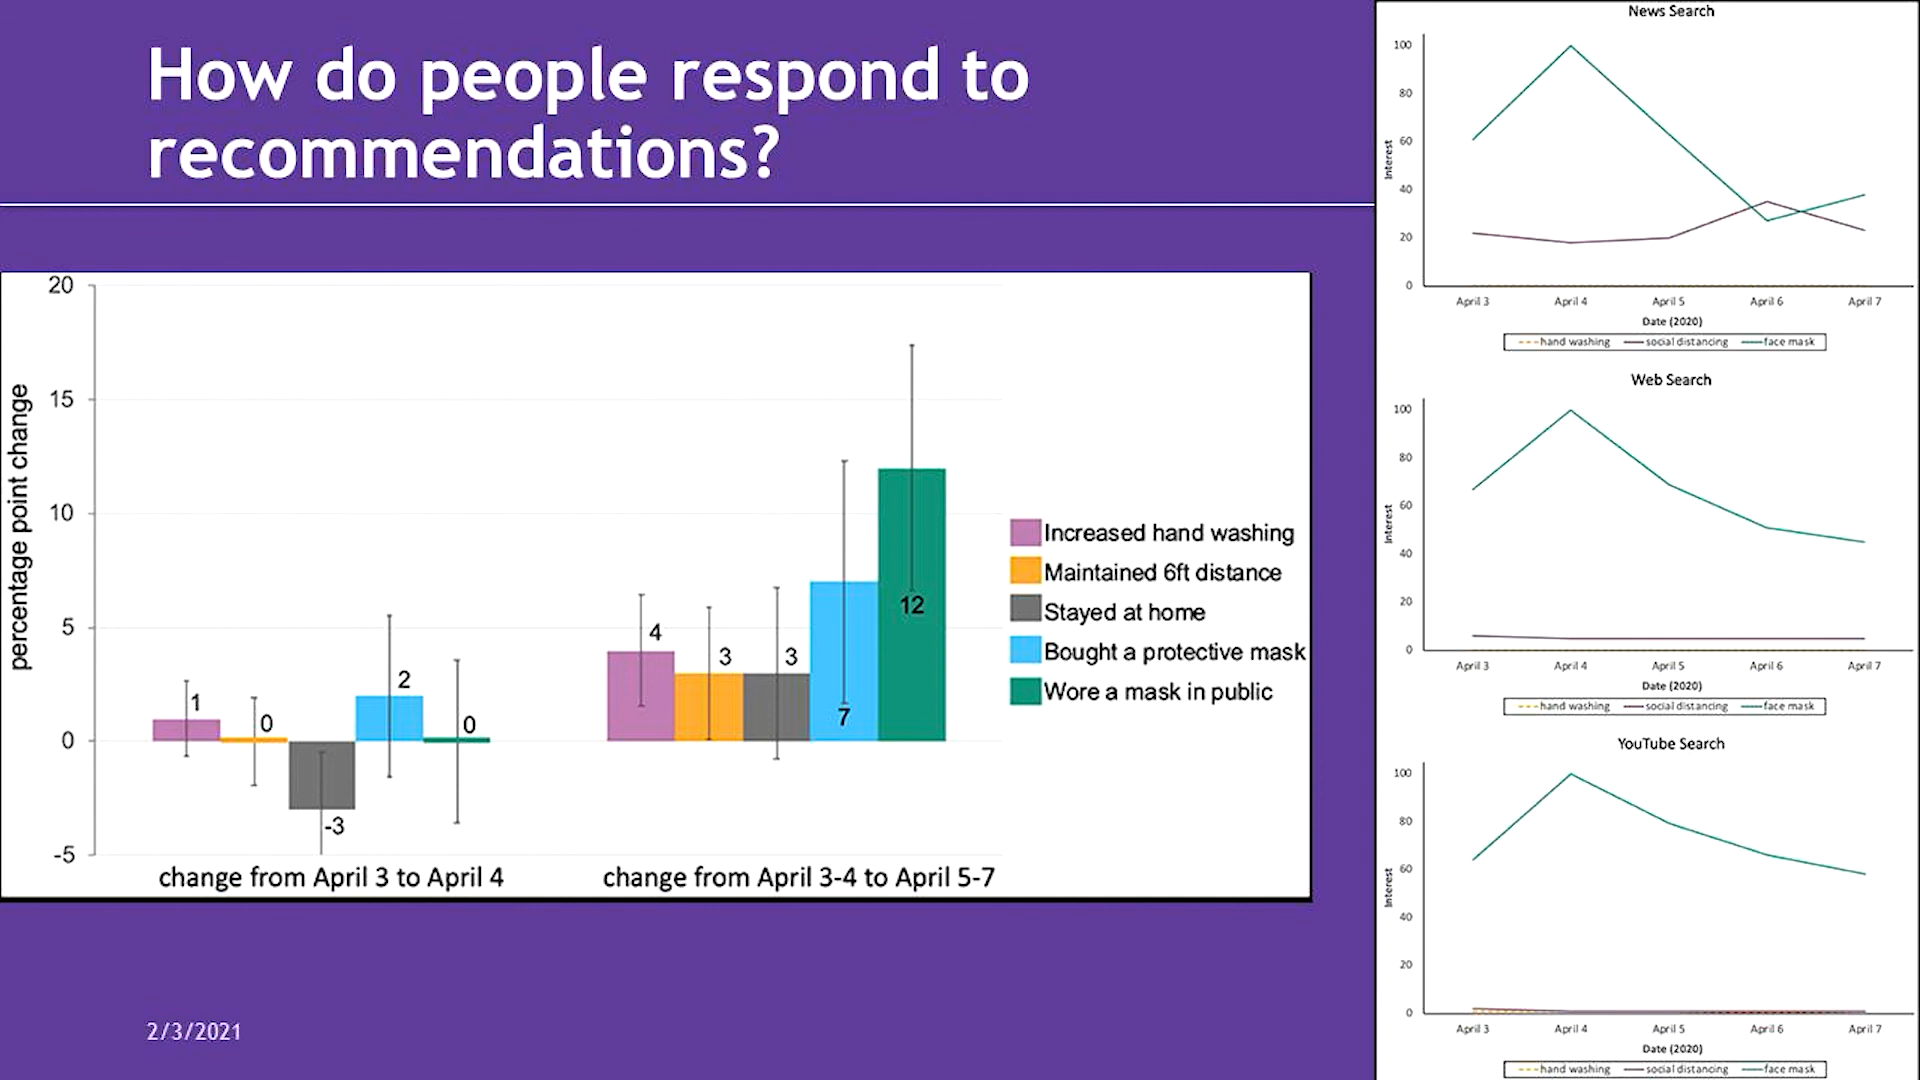 How do people respond to
recommendations?
20
15
10
5
0
-5
percentage point change
1
0
-3
2
0
4
3
3
7
12
change from April 3 to April 4
change from April 3-4 to April 5-7
Increased hand washing
Maintained 6ft distance
Stayed at home
Bought a protective mask
Wore a mask in public
2/3/2021
News Search
100
80
60
40
20
0
Interest
April 3 April 4 April 5 April 6 April 7
Date (2020)
hand washing social distancing face mask
Web Search
100
80
60
40
20
0
Interest
April 3 April 4 April 5 April 6 April 7
Date (2020)
hand washing social distancing face mask
YouTube Search
100
80
60
40
20
0
Interest
April 3 April 4 April 5 April 6 April 7
Date (2020)
hand washing social distancing face mask